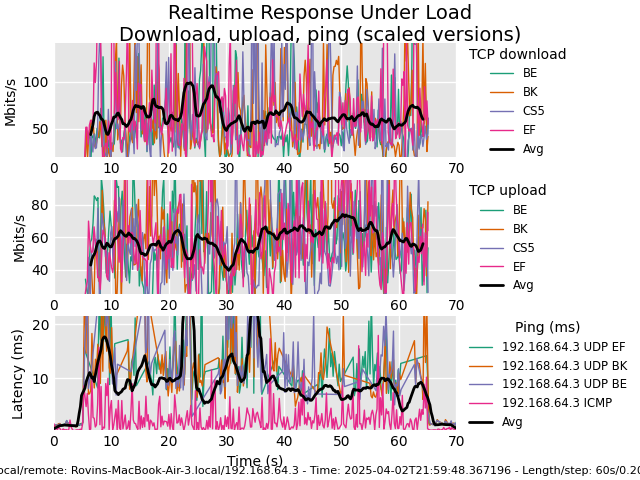 Realtime Response Under Load
Download, upload, ping (scaled versions)
Mbits/s
100
50
0 10 20 30 40 50 60 70
TCP download
BE
BK
CS5
EF
Avg
Mbits/s
80
60
40
0 10 20 30 40 50 60 70
TCP upload
BE
BK
CS5
EF
Avg
Latency (ms)
20
10
0 10 20 30 40 50 60 70
Time (s)
Ping (ms)
192.168.64.3 UDP EF
192.168.64.3 UDP BK
192.168.64.3 UDP BE
192.168.64.3 ICMP
Avg
ocal/remote: Rovins-MacBook-Air-3.local/192.168.64.3 - Time: 2025-04-02T21:59:48.367196 - Length/step: 60s/0.20